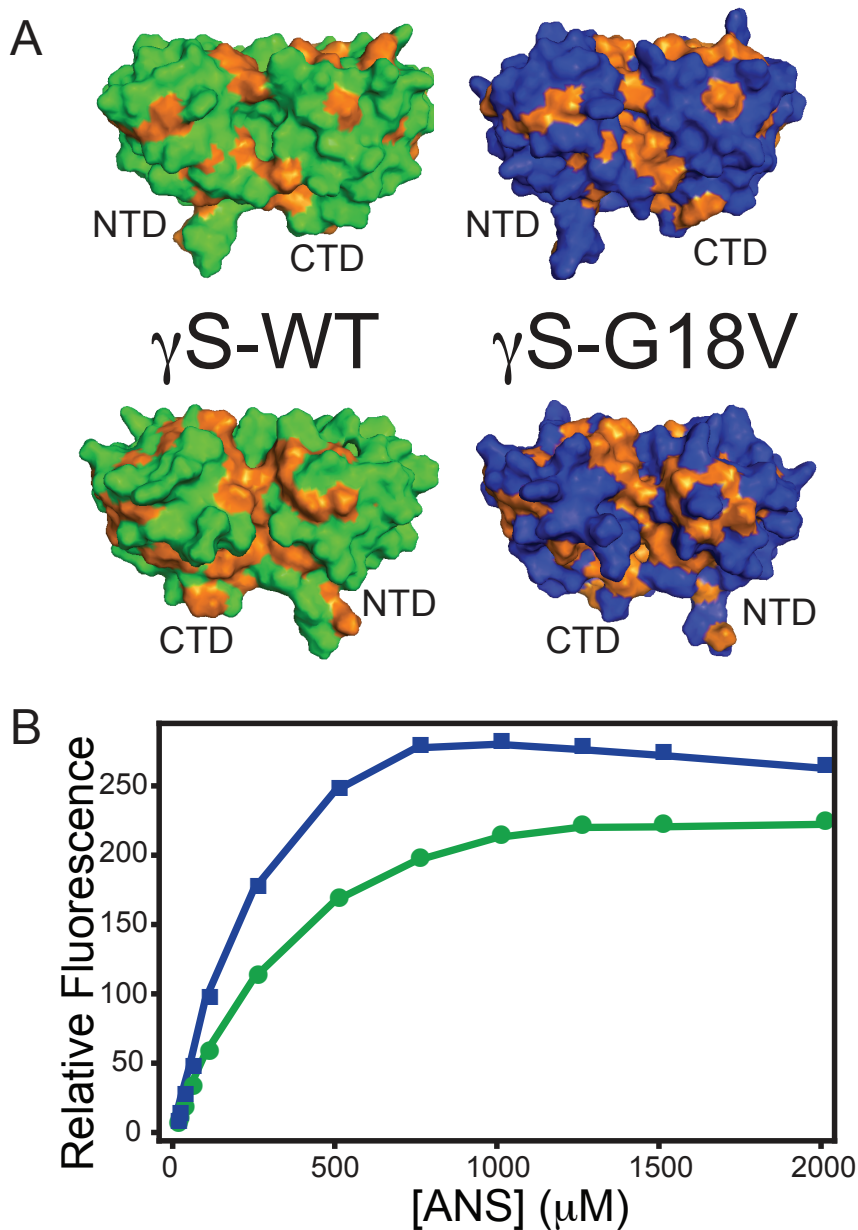 A
NTD
CTD
NTD
CTD
γS-WT
γS-G18V
CTD
NTD
CTD
NTD
B
Relative Fluorescence
250
200
150
100
50
0
0 500 1000 1500 2000
[ANS] (μM)